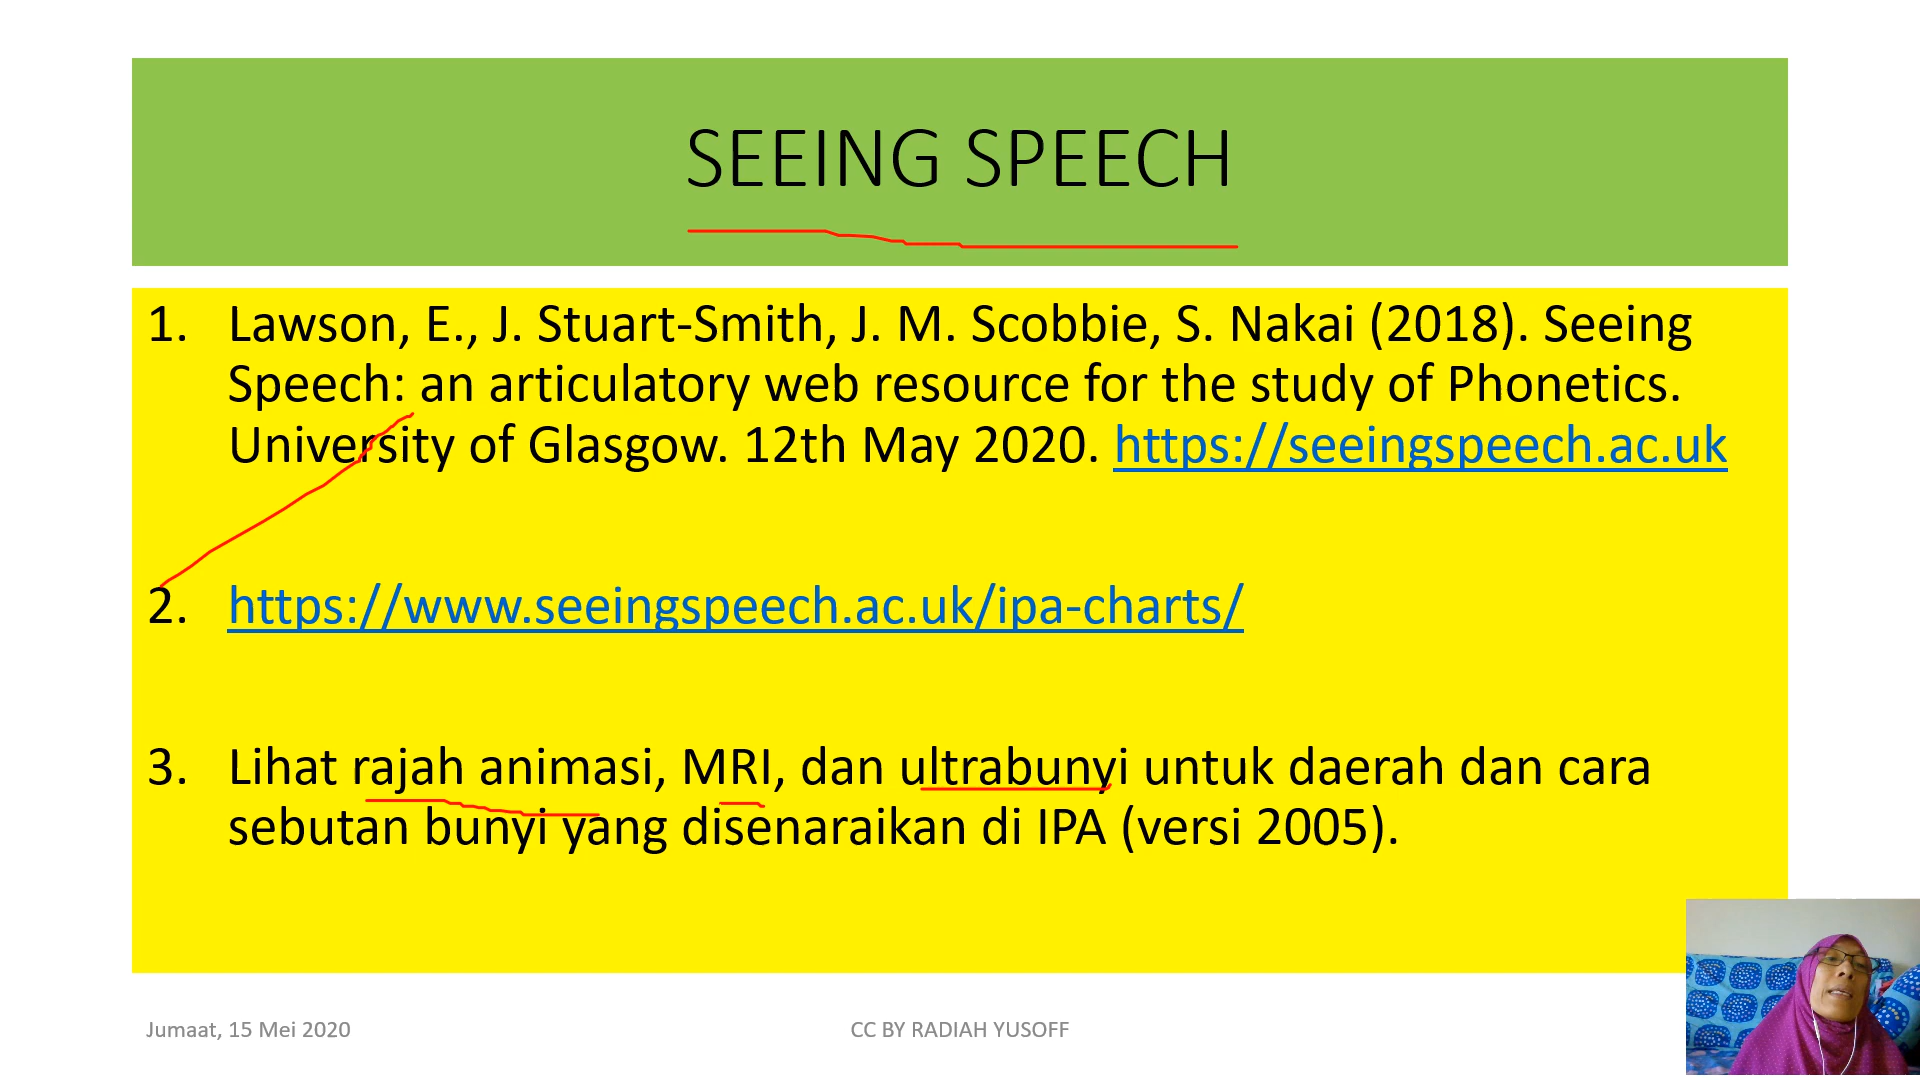 SEEING SPEECH
1. Lawson, E., J. Stuart-Smith, J. M. Scobbie, S. Nakai (2018). Seeing
Speech: an articulatory web resource for the study of Phonetics.
University of Glasgow. 12th May 2020. https://seeingspeech.ac.uk
2. https://www.seeingspeech.ac.uk/ipa-charts/
3. Lihat rajah animasi, MRI, dan ultrabunyi untuk daerah dan cara
sebutan bunyi yang disenaraikan di IPA (versi 2005).
Jumaat, 15 Mei 2020
CC BY RADIAH YUSOFF